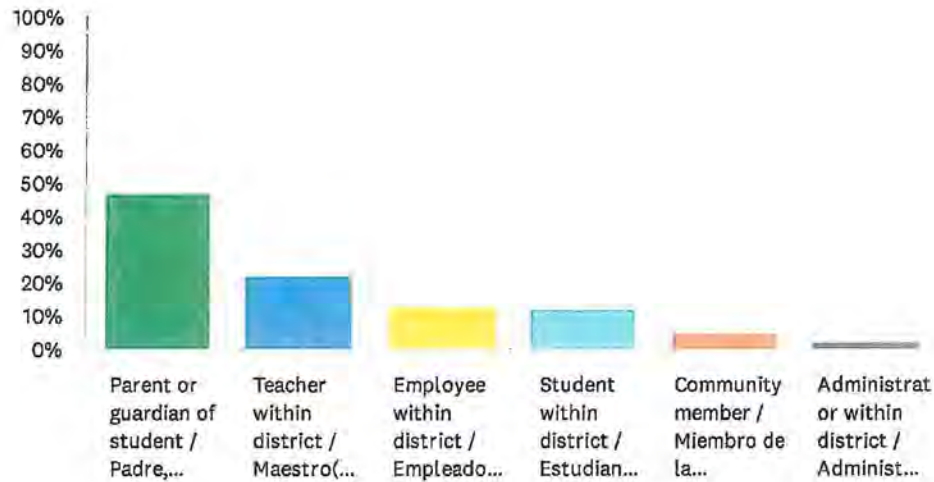 100%
90%
80%
70%
60%
50%
40%
30%
20%
10%
0%
Parent or
guardian of
student /
Padre,...
Teacher
within
district /
Maestro(...
Employee
within
district /
Empleado...
Student
within
district /
Estudian...
Community
member /
Miembro de
la...
Administrat
or within
district /
Administ...